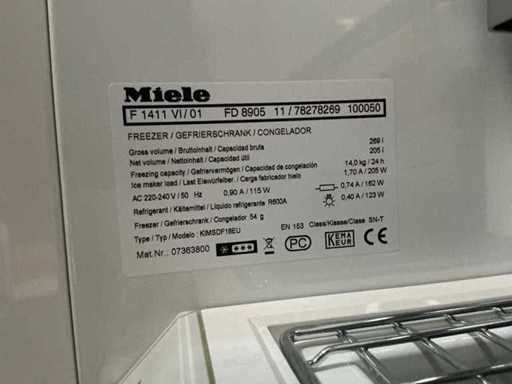 Miele
F 1411 VI/01 FD 8905 11/78278269 100050
FREEZER / GEFRIERSCHRANK / CONGELADOR
Gross volume / Bruttoinhalt / Capacidad bruta 269 l
Net volume / Nettoinhalt / Capacidad útil 205 l
Freezing capacity / Gefriervermögen / Capacidad de congelación 14,0 kg / 24 h
Ice maker load / Last Eiswürfelber. / Carga fabricador hielo 1,70 A / 205 W
AC 220-240 V / 50 Hz 0,90 A / 115 W 0,74 A / 162 W
Refrigerant / Kältemittel / Líquido refrigerante R600A 0,40 A / 123 W
Freezer / Gefrierschrank / Congelador 54 g
EN 153 Class/Klasse/Clase SN-T
Type / Typ / Modelo : KIMSDF18EU
Mat.Nr.: 07363800
PC
KEMA
KEUR